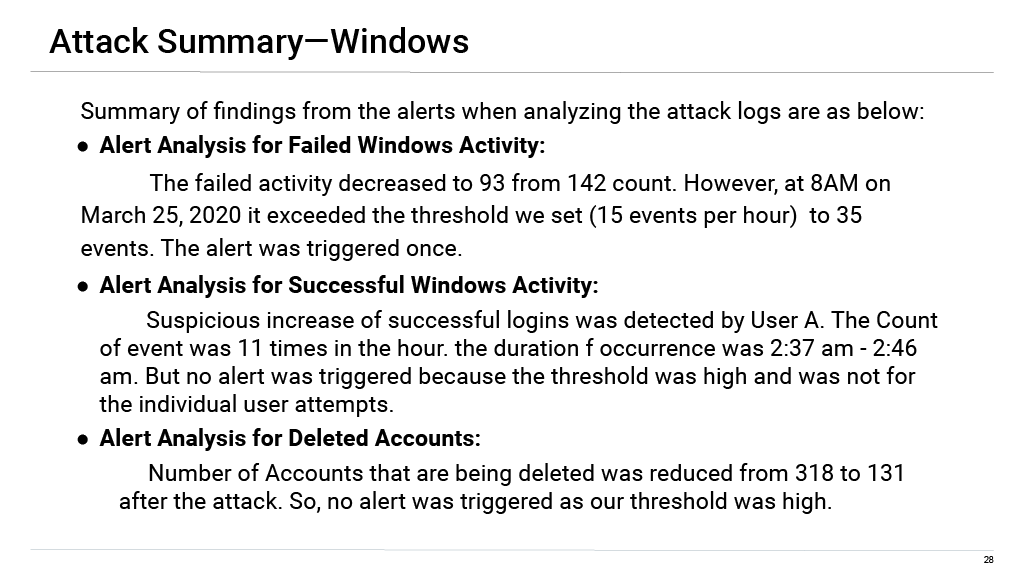 Attack Summary—Windows
Summary of findings from the alerts when analyzing the attack logs are as below:
● Alert Analysis for Failed Windows Activity:
The failed activity decreased to 93 from 142 count. However, at 8AM on
March 25, 2020 it exceeded the threshold we set (15 events per hour)  to 35
events. The alert was triggered once.
● Alert Analysis for Successful Windows Activity:
Suspicious increase of successful logins was detected by User A. The Count
of event was 11 times in the hour. the duration f occurrence was 2:37 am - 2:46
am. But no alert was triggered because the threshold was high and was not for
the individual user attempts.
● Alert Analysis for Deleted Accounts:
Number of Accounts that are being deleted was reduced from 318 to 131
after the attack. So, no alert was triggered as our threshold was high.
28